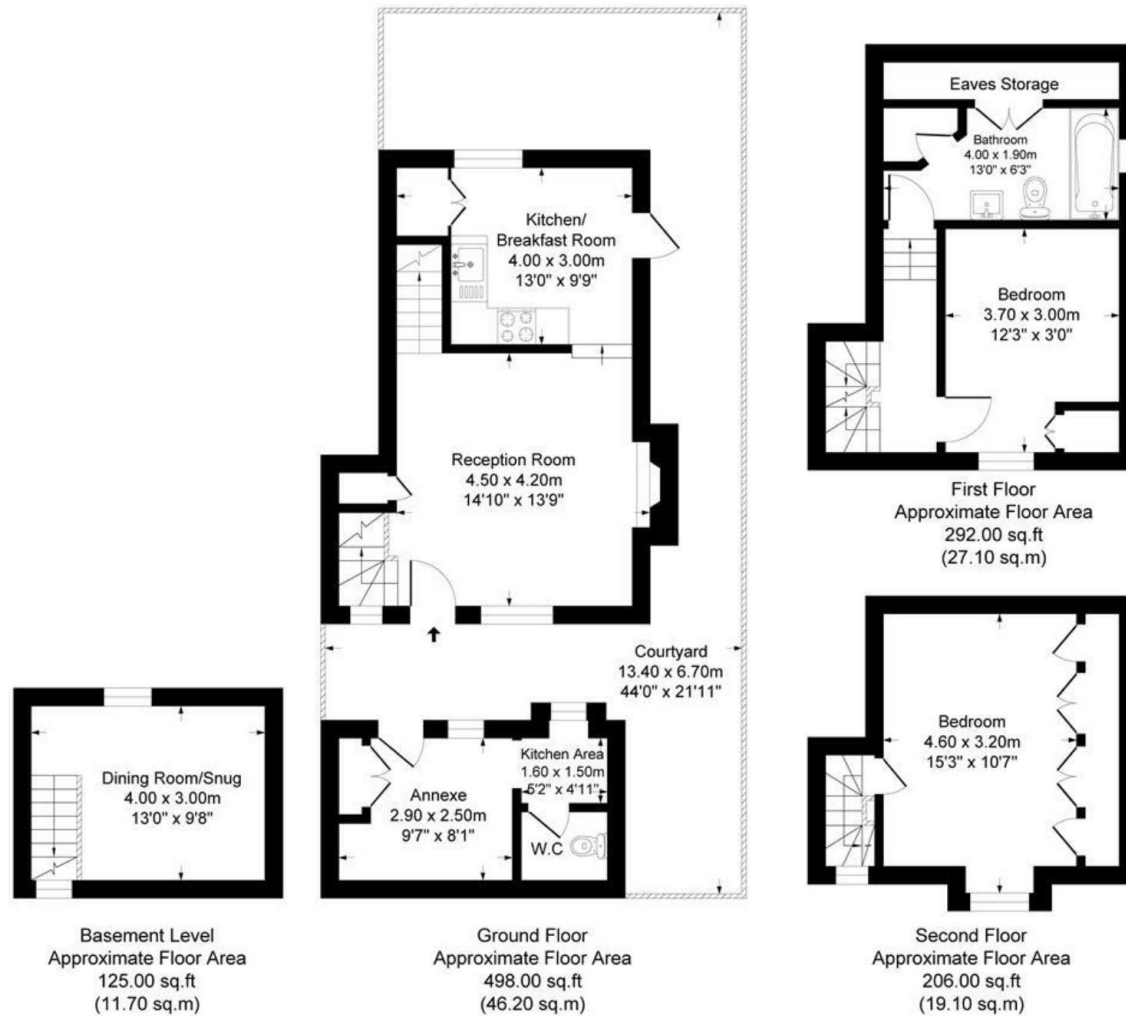 Eaves Storage
Bathroom
4.00 x 1.90m
13'0" x 6'3"
Kitchen/
Breakfast Room
4.00 x 3.00m
13'0" x 9'9"
Bedroom
3.70 x 3.00m
12'3" x 3'0"
Reception Room
4.50 x 4.20m
14'10" x 13'9"
First Floor
Approximate Floor Area
292.00 sq.ft
(27.10 sq.m)
Courtyard
13.40 x 6.70m
44'0" x 21'11"
Dining Room/Snug
4.00 x 3.00m
13'0" x 9'8"
Kitchen Area
1.60 x 1.50m
5'2" x 4'11"
Annexe
2.90 x 2.50m
9'7" x 8'1"
W.C
Bedroom
4.60 x 3.20m
15'3" x 10'7"
Basement Level
Approximate Floor Area
125.00 sq.ft
(11.70 sq.m)
Ground Floor
Approximate Floor Area
498.00 sq.ft
(46.20 sq.m)
Second Floor
Approximate Floor Area
206.00 sq.ft
(19.10 sq.m)